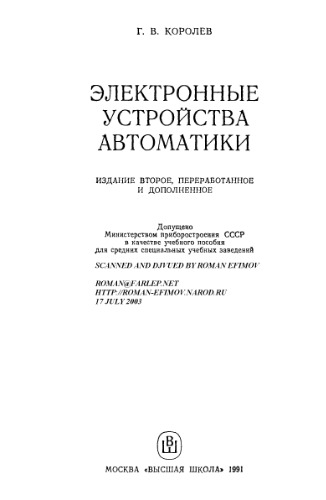 Г. В. КОРОЛЁВ
ЭЛЕКТРОННЫЕ
УСТРОЙСТВА
АВТОМАТИКИ
ИЗДАНИЕ ВТОРОЕ, ПЕРЕРАБОТАННОЕ
И ДОПОЛНЕННОЕ
Допущено
Министерством приборостроения СССР
в качестве учебного пособия
для средних специальных учебных заведений
SCANNED AND DJVUED BY ROMAN EFIMOV
ROMAN@FARLEP.NET
HTTP://ROMAN-EFIMOV.NAROD.RU
17 JULY 2003
ВШ
МОСКВА «ВЫСШАЯ ШКОЛА» 1991